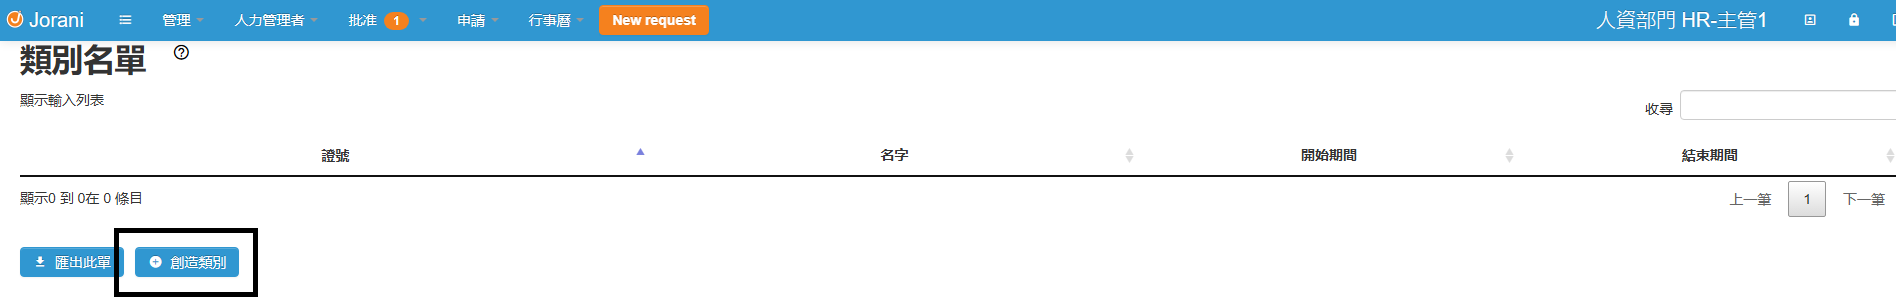 Jorani 管理 人力管理者 批准 1 申請 行事曆 New request 人資部門 HR-主管1
類別名單
顯示輸入列表
收尋
證號 名字 開始期間 結束期間
顯示0 到 0在 0 條目
上一筆 1 下一筆
匯出此單 創造類別